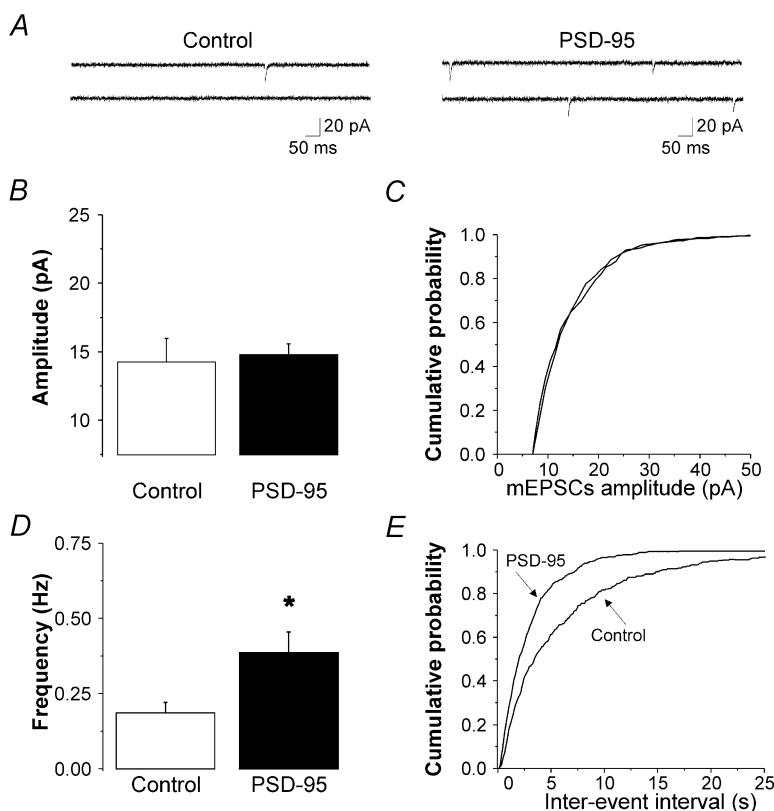 A
Control
PSD-95
20 pA
50 ms
20 pA
50 ms
B
Amplitude (pA)
25
20
15
10
Control
PSD-95
C
Cumulative probability
1.0
0.8
0.6
0.4
0.2
0.0
0
10
20
30
40
50
mEPSCs amplitude (pA)
D
Frequency (Hz)
0.75
0.50
0.25
0.00
*
Control
PSD-95
E
Cumulative probability
1.0
0.8
0.6
0.4
0.2
0.0
PSD-95
Control
0
5
10
15
20
25
Inter-event interval (s)